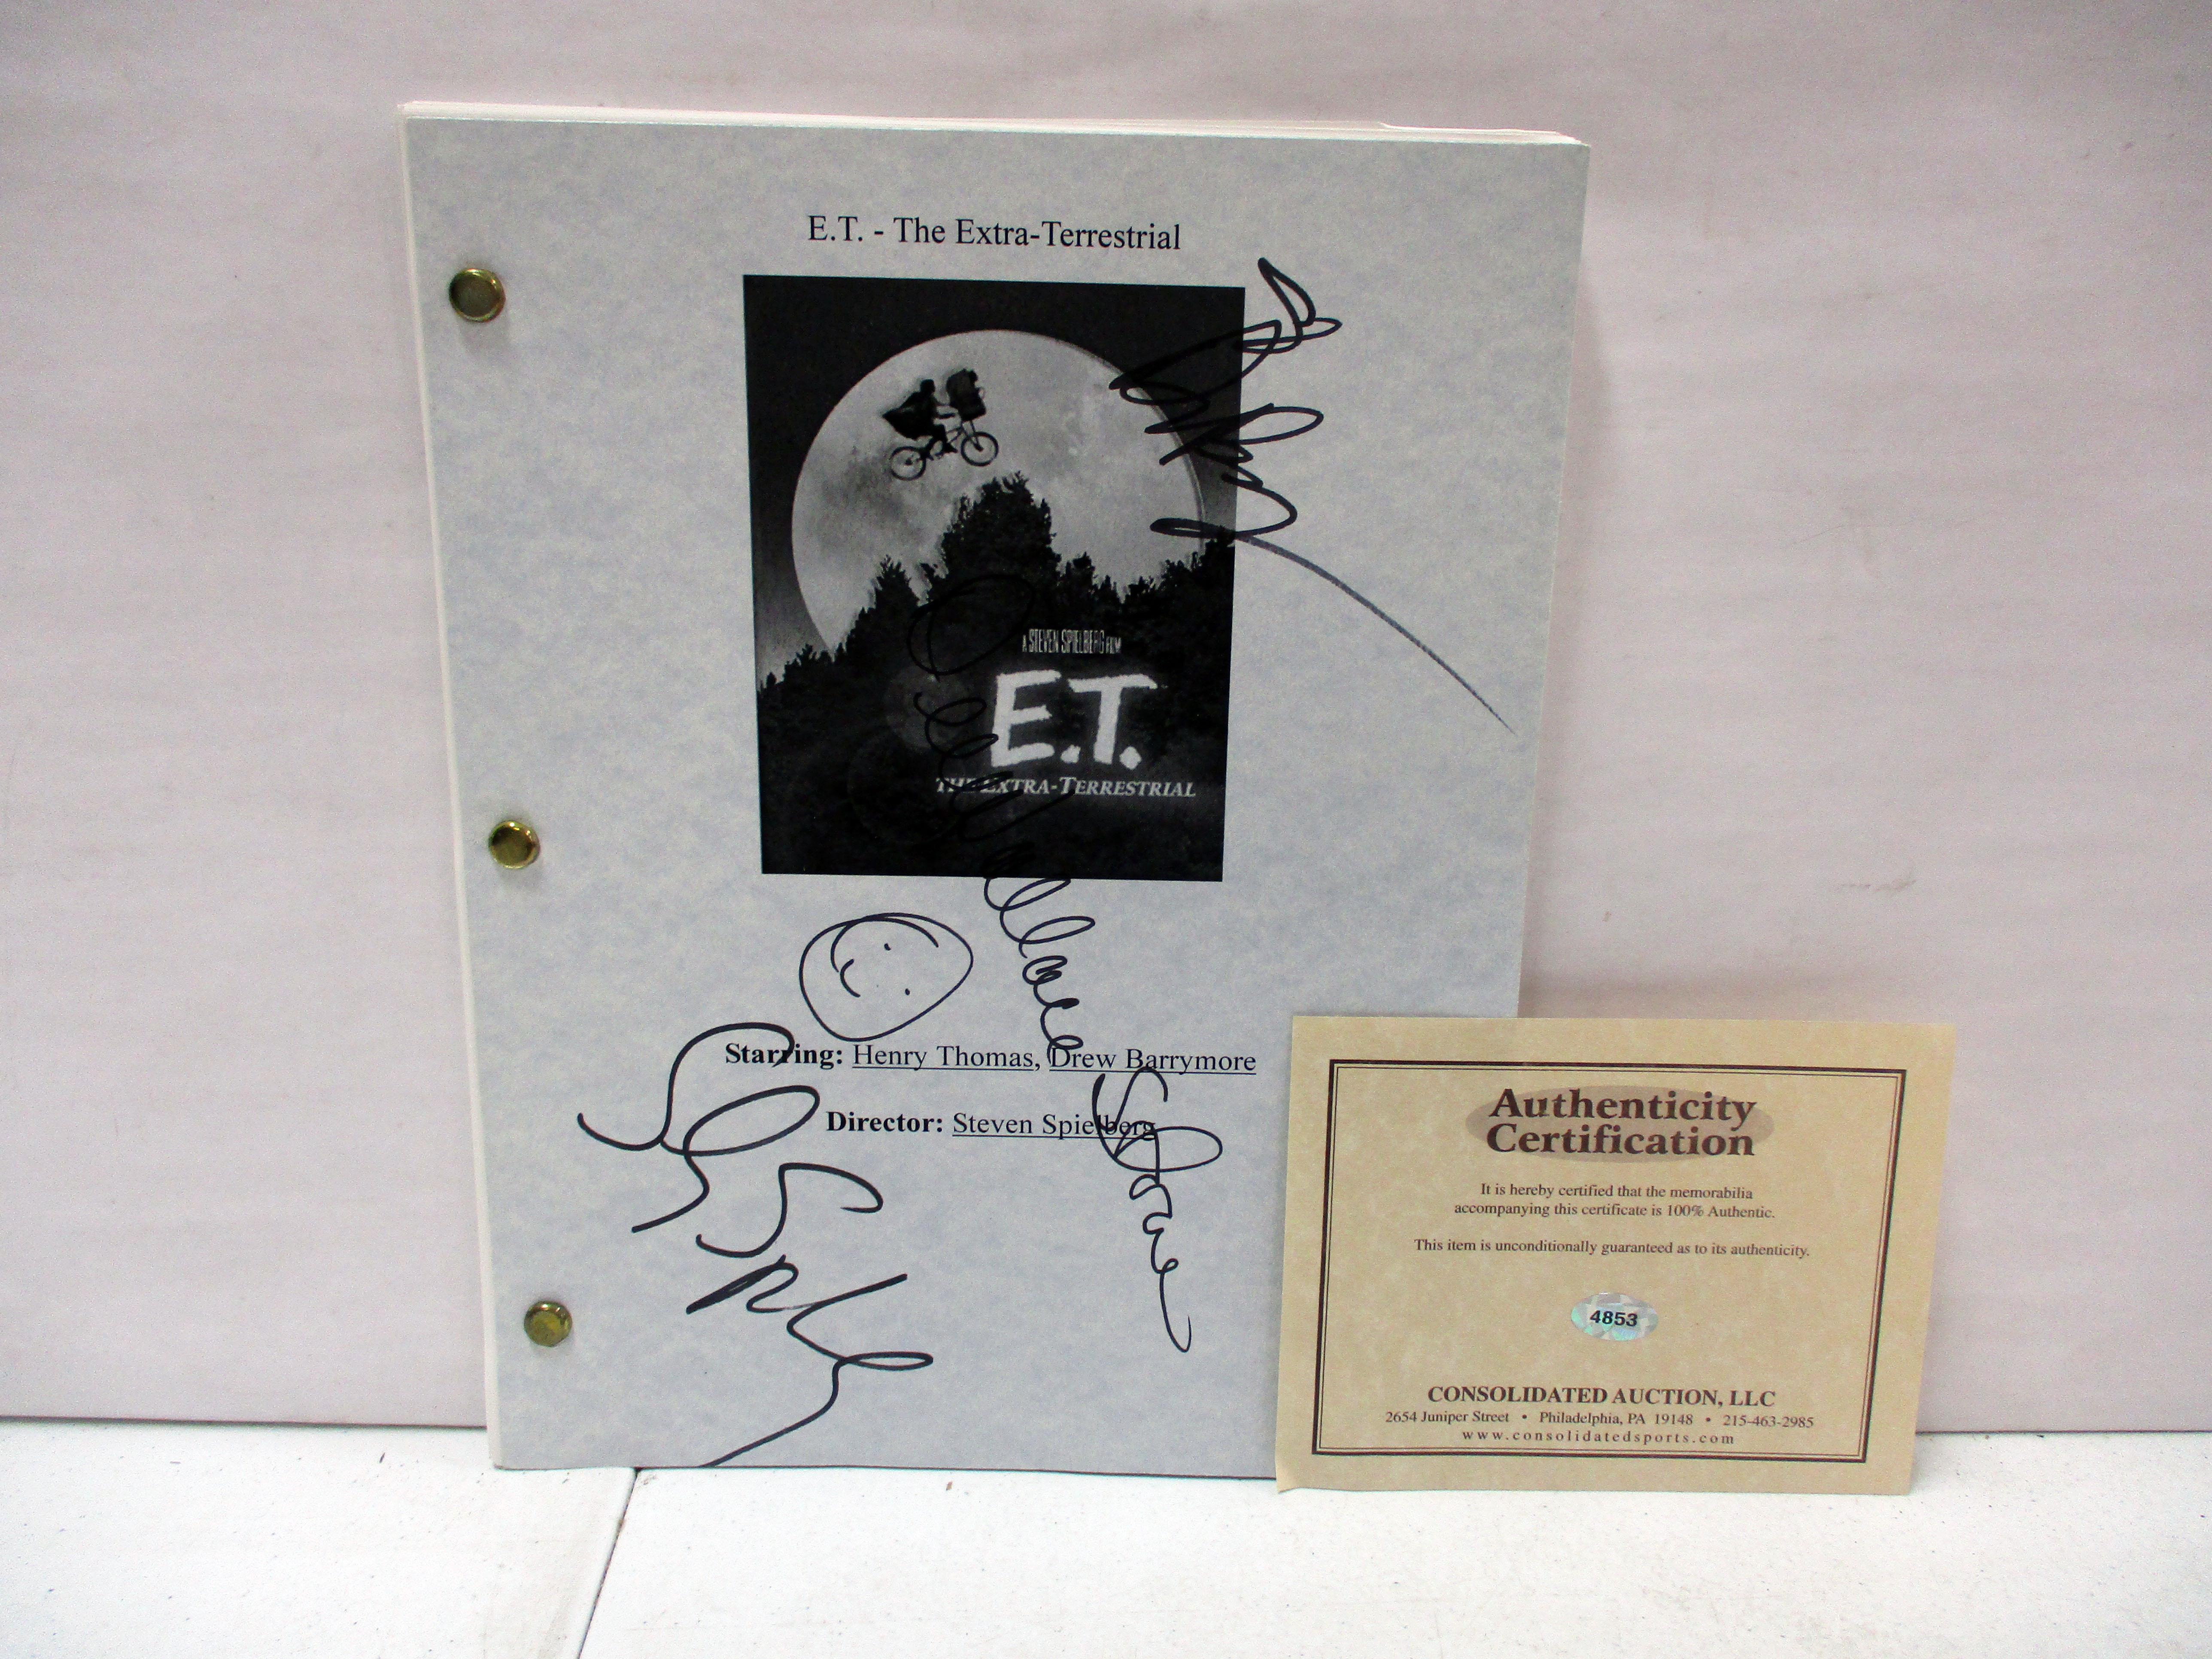 E.T. - The Extra-Terrestrial
A STEVEN SPIELBERG FILM
E.T.
THE EXTRA-TERRESTRIAL
Wallace
Stone
Starring: Henry Thomas, Drew Barrymore
Director: Steven Spielberg
Authenticity
Certification
It is hereby certified that the memorabilia
accompanying this certificate is 100% Authentic.
This item is unconditionally guaranteed as to its authenticity.
4853
CONSOLIDATED AUCTION, LLC
2654 Juniper Street • Philadelphia, PA 19148 • 215-463-2985
www.consolidatedsports.com